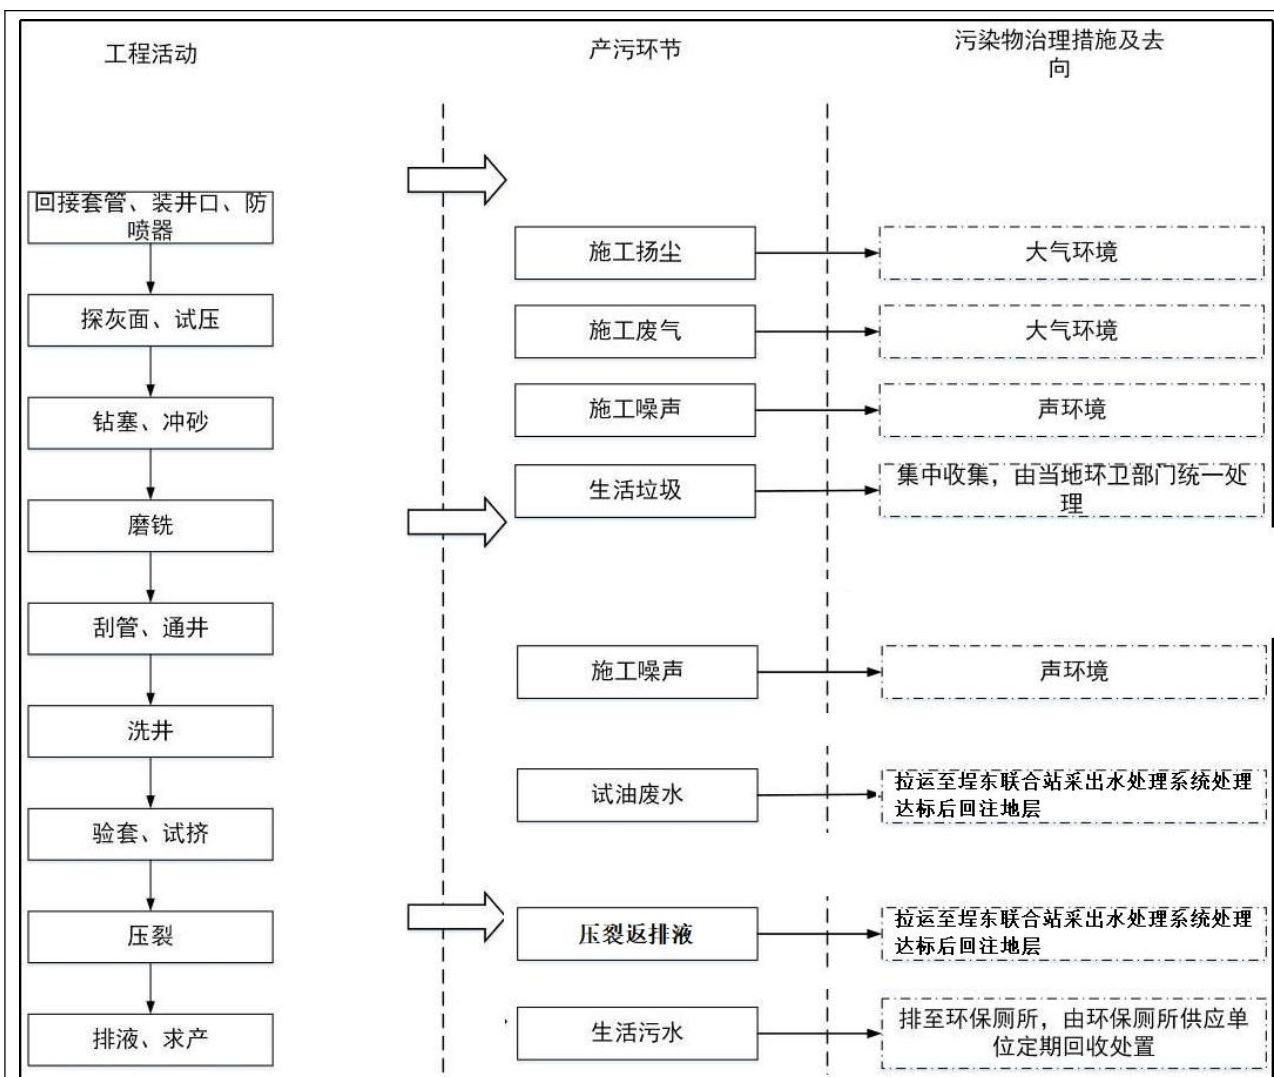 工程活动
产污环节
污染物治理措施及去
向
回接套管、装井口、防
喷器
探灰面、试压
钻塞、冲砂
磨铣
刮管、通井
洗井
验套、试挤
压裂
排液、求产
施工扬尘
大气环境
施工废气
大气环境
施工噪声
声环境
生活垃圾
集中收集，由当地环卫部门统一处
理
施工噪声
声环境
试油废水
拉运至埕东联合站采出水处理系统处理
达标后回注地层
压裂返排液
拉运至埕东联合站采出水处理系统处理
达标后回注地层
生活污水
排至环保厕所，由环保厕所供应单
位定期回收处置